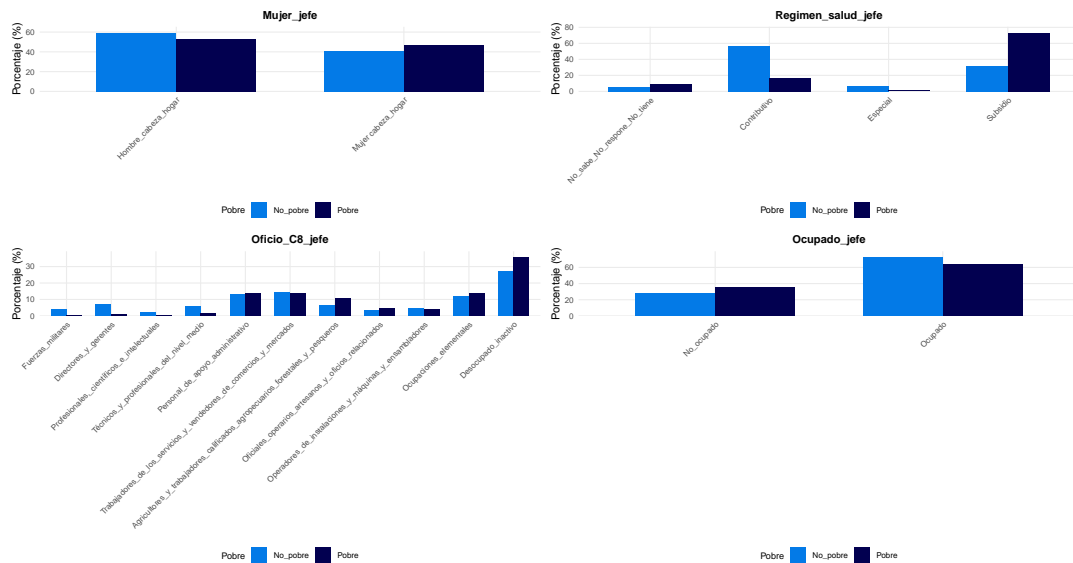 Mujer_jefe
Porcentaje (%)
60
40
20
0
Hombre_cabeza_hogar
Mujer cabeza_hogar
Pobre No_pobre Pobre
Regimen_salud_jefe
Porcentaje (%)
80
60
40
20
0
No_sabe_No_respone_No_tiene
Contributivo
Especial
Subsidio
Pobre No_pobre Pobre
Oficio_C8_jefe
Porcentaje (%)
30
20
10
0
Fuerzas_militares
Directores_y_gerentes
Profesionales_científicos_e_intelectuales
Técnicos_y_profesionales_del_nivel_medio
Personal_de_apoyo_administrativo
Trabajadores_de_los_servicios_y_vendedores_de_comercios_y_mercados
Agricultores_y_trabajadores_calificados_agropecuarios_forestales_y_pesqueros
Oficiales_operarios_artesanos_y_oficios_relacionados
Operadores_de_instalaciones_y_máquinas_y_ensambladores
Ocupaciones_elementales
Desocupado_inactivo
Pobre No_pobre Pobre
Ocupado_jefe
Porcentaje (%)
60
40
20
0
No_ocupado
Ocupado
Pobre No_pobre Pobre